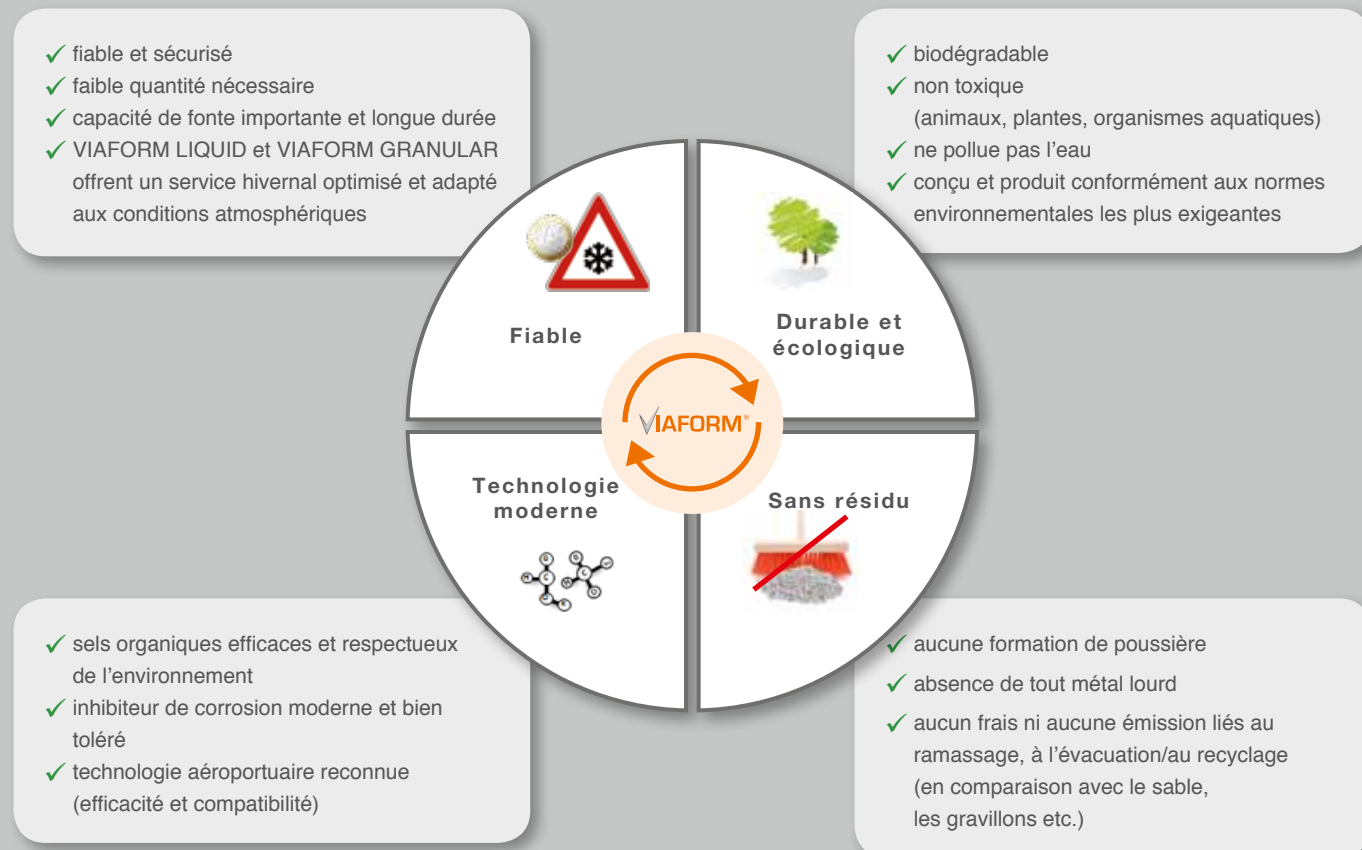 ✓ fiable et sécurisé
✓ faible quantité nécessaire
✓ capacité de fonte importante et longue durée
✓ VIAFORM LIQUID et VIAFORM GRANULAR
offrent un service hivernal optimisé et adapté
aux conditions atmosphériques
✓ biodégradable
✓ non toxique
(animaux, plantes, organismes aquatiques)
✓ ne pollue pas l’eau
✓ conçu et produit conformément aux normes
environnementales les plus exigeantes
Fiable
Durable et
écologique
VIAFORM®
Technologie
moderne
Sans résidu
✓ sels organiques efficaces et respectueux
de l’environnement
✓ inhibiteur de corrosion moderne et bien
toléré
✓ technologie aéroportuaire reconnue
(efficacité et compatibilité)
✓ aucune formation de poussière
✓ absence de tout métal lourd
✓ aucun frais ni aucune émission liés au
ramassage, à l’évacuation/au recyclage
(en comparaison avec le sable,
les gravillons etc.)